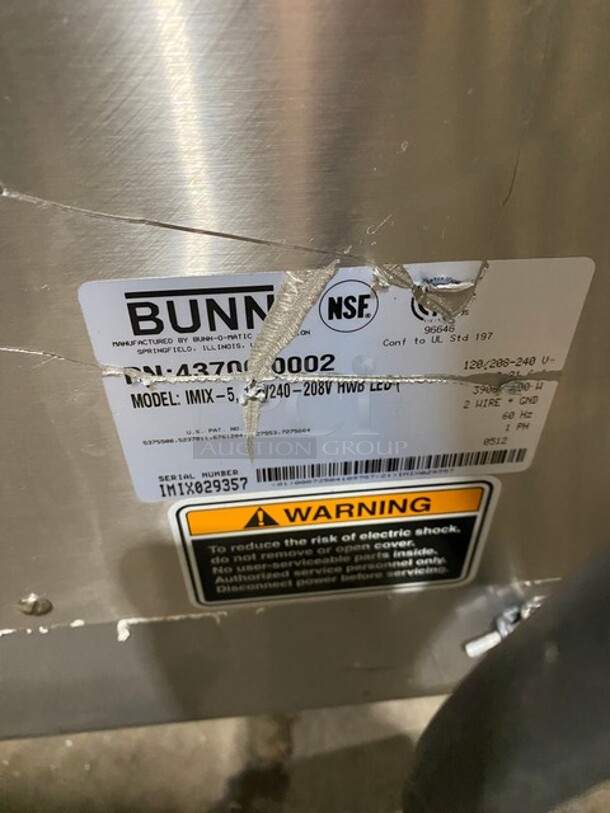 BUNN
NSF.
MANUFACTURED BY BUNN-O-MATIC
SPRINGFIELD, ILLINOIS,
96646
Conf to UL Std 197
0002
MODEL: IMIX-5, /240-208V HWB LED
120/208-240 V~
2 WIRE + GND
60 Hz
1 PH
0512
U.S. PAT. NO.
SERIAL NUMBER
IMIX029357
AUCTION GROUP
WARNING
To reduce the risk of electric shock,
do not remove or open cover.
No user-serviceable parts inside.
Authorized service personnel only.
Disconnect power before servicing.